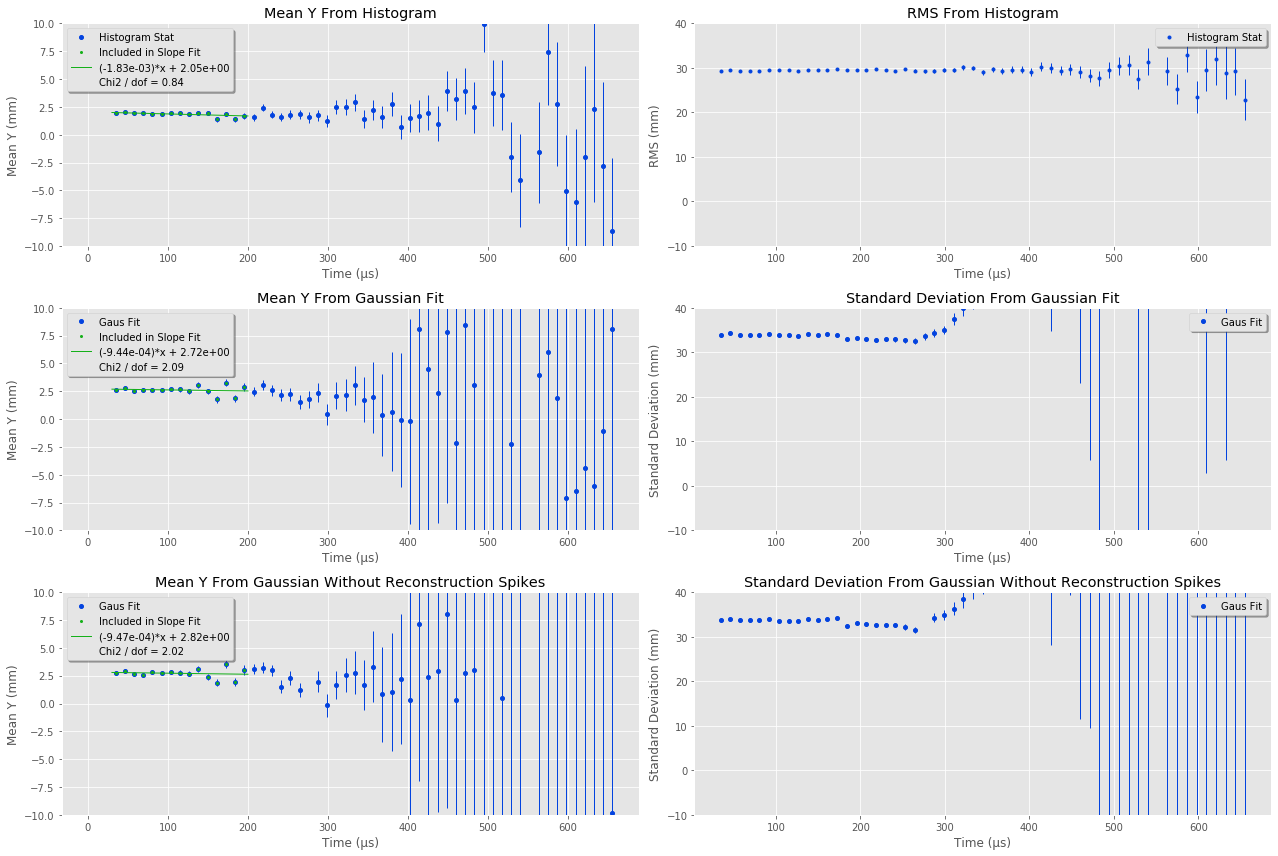 Mean Y From Histogram
10.0
7.5
5.0
2.5
0.0
−2.5
−5.0
−7.5
−10.0
Mean Y (mm)
Histogram Stat
Included in Slope Fit
(-1.83e-03)*x + 2.05e+00
Chi2 / dof = 0.84
0 100 200 300 400 500 600
Time (μs)
RMS From Histogram
40
30
20
10
0
−10
RMS (mm)
Histogram Stat
100 200 300 400 500 600
Time (μs)
Mean Y From Gaussian Fit
10.0
7.5
5.0
2.5
0.0
−2.5
−5.0
−7.5
−10.0
Mean Y (mm)
Gaus Fit
Included in Slope Fit
(-9.44e-04)*x + 2.72e+00
Chi2 / dof = 2.09
0 100 200 300 400 500 600
Time (μs)
Standard Deviation From Gaussian Fit
40
30
20
10
0
−10
Standard Deviation (mm)
Gaus Fit
100 200 300 400 500 600
Time (μs)
Mean Y From Gaussian Without Reconstruction Spikes
10.0
7.5
5.0
2.5
0.0
−2.5
−5.0
−7.5
−10.0
Mean Y (mm)
Gaus Fit
Included in Slope Fit
(-9.47e-04)*x + 2.82e+00
Chi2 / dof = 2.02
0 100 200 300 400 500 600
Time (μs)
Standard Deviation From Gaussian Without Reconstruction Spikes
40
30
20
10
0
−10
Standard Deviation (mm)
Gaus Fit
100 200 300 400 500 600
Time (μs)